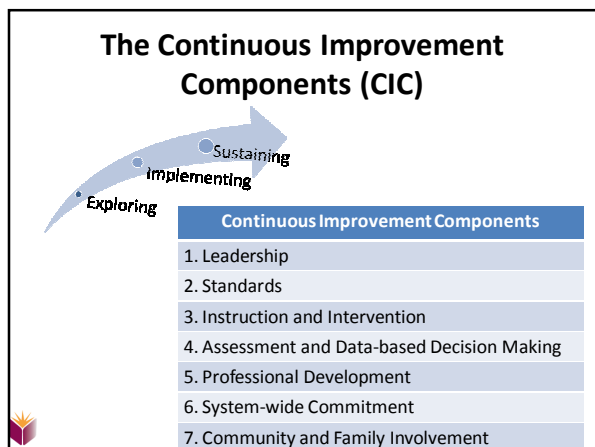 The Continuous Improvement
Components (CIC)
Sustaining
Implementing
Exploring
Continuous Improvement Components
1. Leadership
2. Standards
3. Instruction and Intervention
4. Assessment and Data-based Decision Making
5. Professional Development
6. System-wide Commitment
7. Community and Family Involvement